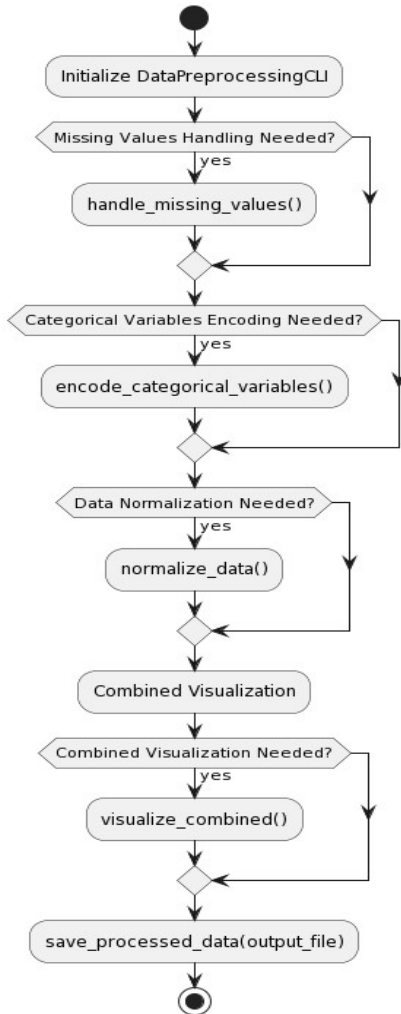 Initialize DataPreprocessingCLI
Missing Values Handling Needed?
yes
handle_missing_values()
Categorical Variables Encoding Needed?
yes
encode_categorical_variables()
Data Normalization Needed?
yes
normalize_data()
Combined Visualization
Combined Visualization Needed?
yes
visualize_combined()
save_processed_data(output_file)